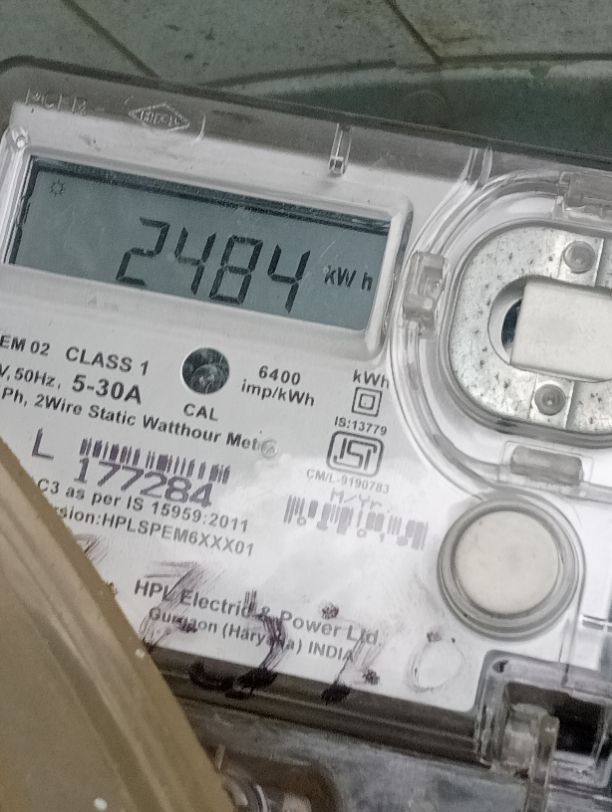 2484 kWh
EM 02 CLASS 1
V, 50Hz, 5-30A
Ph, 2Wire Static Watthour Met
CAL
6400
imp/kWh
kWh
IS:13779
ISI
CM/L-9190783
M/Yr.
L 177284
C3 as per IS 15959:2011
rsion:HPLSPEM6XXX01
HPL Electric & Power Ltd
Gurgaon (Haryana) INDIA